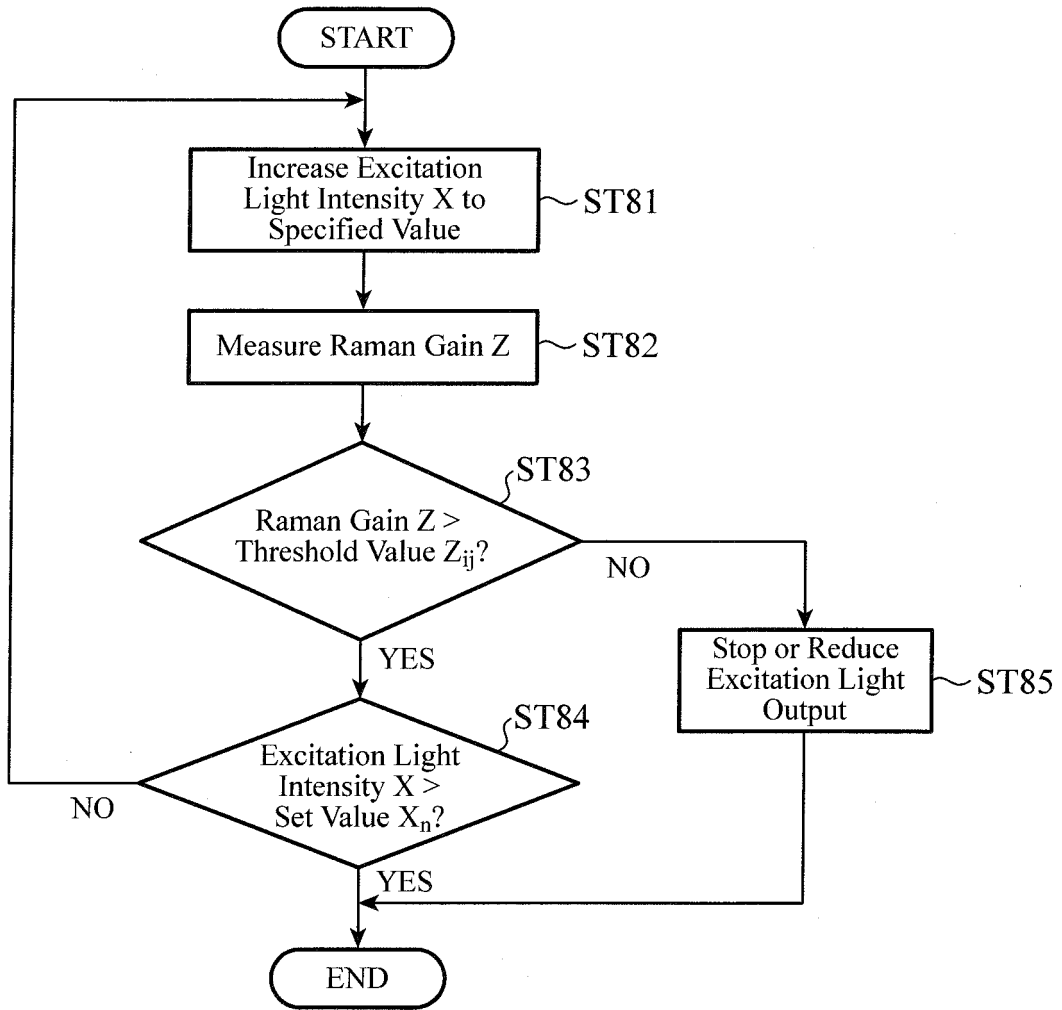 START
Increase Excitation
Light Intensity X to
Specified Value
ST81
Measure Raman Gain Z
ST82
ST83
Raman Gain Z >
Threshold Value Zij?
NO
YES
Stop or Reduce
Excitation Light
Output
ST85
ST84
Excitation Light
Intensity X >
Set Value Xn?
NO
YES
END